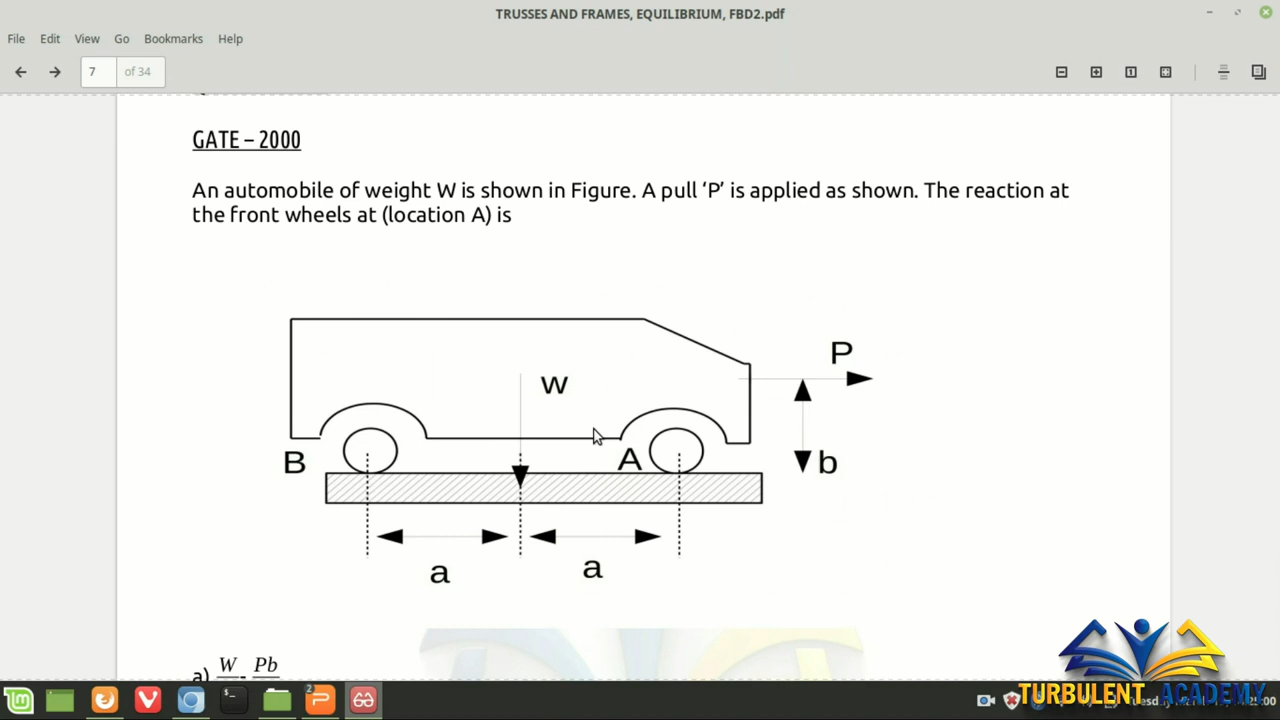 TRUSSES AND FRAMES, EQUILIBRIUM, FBD2.pdf
File Edit View Go Bookmarks Help
7 of 34
GATE – 2000
An automobile of weight W is shown in Figure. A pull ‘P’ is applied as shown. The reaction at
the front wheels at (location A) is
P
w
B A b
a a
a) W Pb
TURBULENT ACADEMY